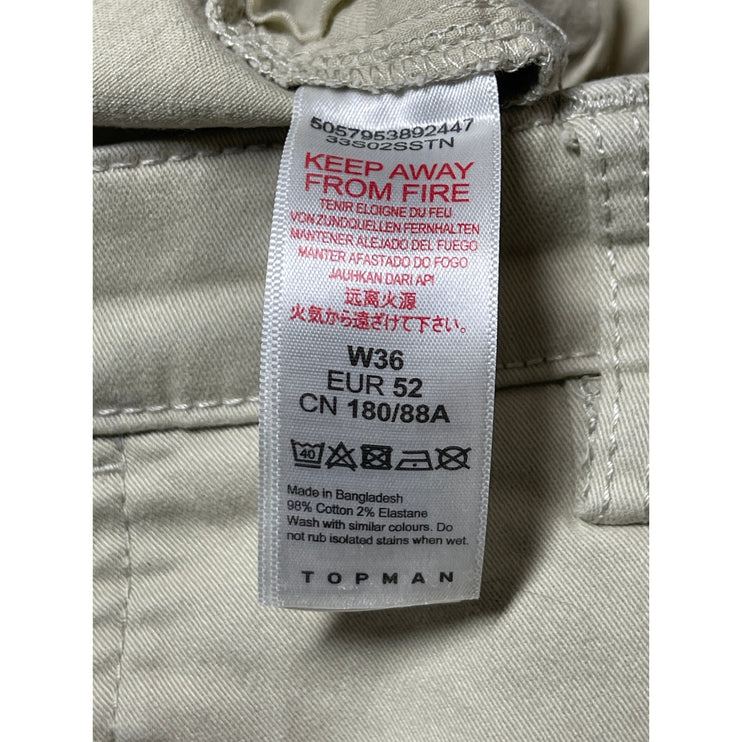 5057953892447
33S02SSTN
KEEP AWAY
FROM FIRE
TENIR ELOIGNE DU FEU
VON ZUNDQUELLEN FERNHALTEN
MANTENER ALEJADO DEL FUEGO
MANTER AFASTADO DO FOGO
JAUHKAN DARI API
远离火源
火気から遠ざけて下さい。
W36
EUR 52
CN 180/88A
40
Made in Bangladesh
98% Cotton 2% Elastane
Wash with similar colours. Do
not rub isolated stains when wet.
TOPMAN